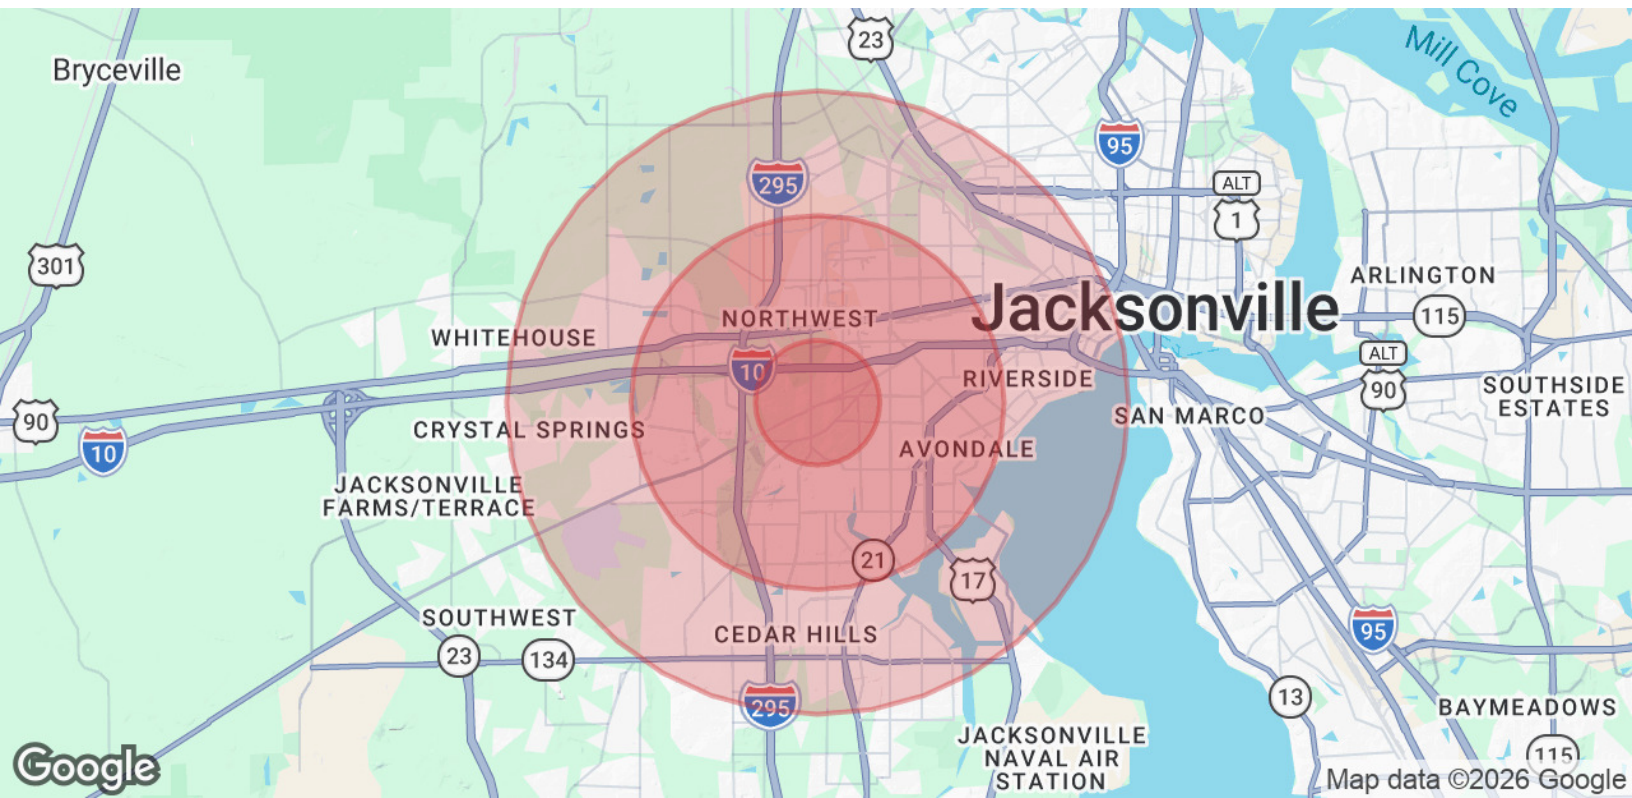 23
Mill Cove
Bryceville
95
295
ALT
1
301
ARLINGTON
Jacksonville
115
NORTHWEST
WHITEHOUSE
ALT
90
10
RIVERSIDE
SOUTHSIDE
ESTATES
90
SAN MARCO
CRYSTAL SPRINGS
10
AVONDALE
JACKSONVILLE
FARMS/TERRACE
21
17
SOUTHWEST
CEDAR HILLS
95
23
134
13
295
BAYMEADOWS
JACKSONVILLE
NAVAL AIR
STATION
115
Google
Map data ©2026 Google